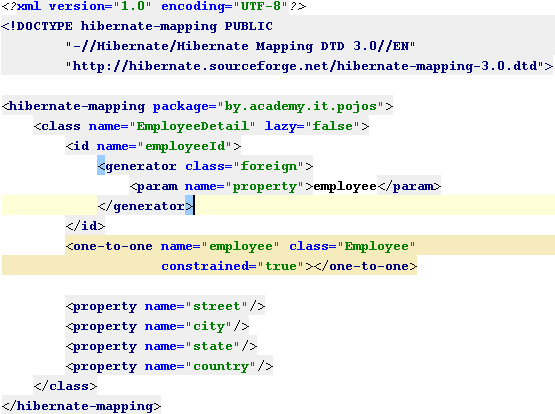 <?xml version="1.0" encoding="UTF-8"?>
<!DOCTYPE hibernate-mapping PUBLIC
"-//Hibernate/Hibernate Mapping DTD 3.0//EN"
"http://hibernate.sourceforge.net/hibernate-mapping-3.0.dtd">
<hibernate-mapping package="by.academy.it.pojos">
<class name="EmployeeDetail" lazy="false">
<id name="employeeId">
<generator class="foreign">
<param name="property">employee</param>
</generator>
</id>
<one-to-one name="employee" class="Employee"
constrained="true"></one-to-one>
<property name="street"/>
<property name="city"/>
<property name="state"/>
<property name="country"/>
</class>
</hibernate-mapping>